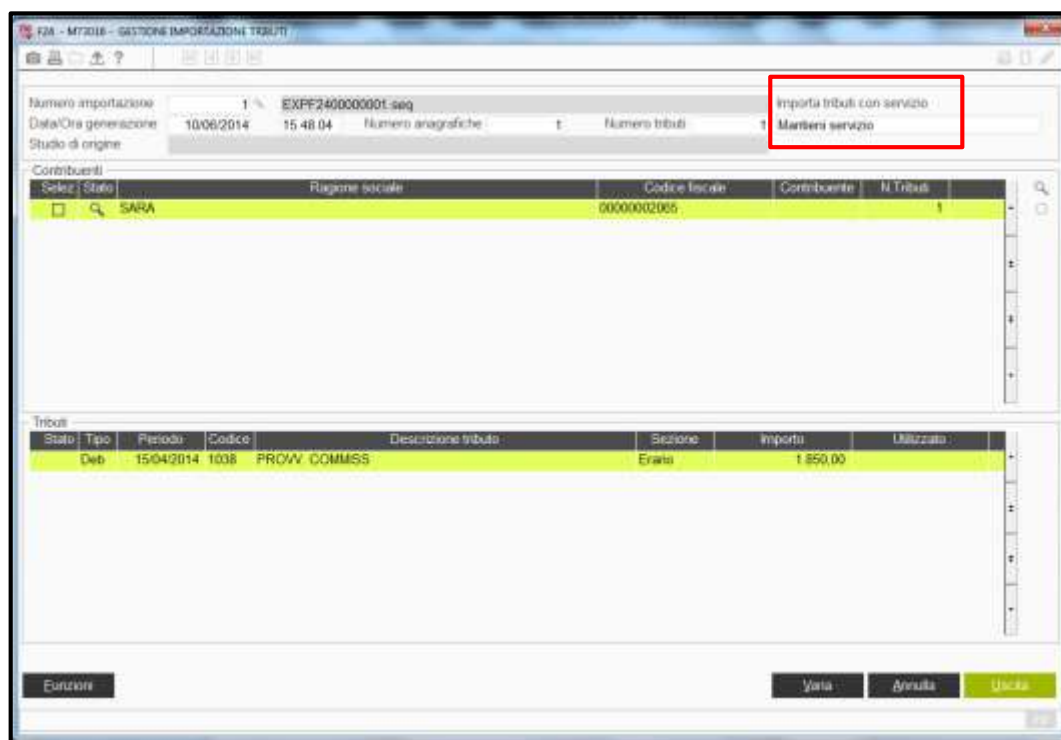 F24 - M73018 - GESTIONE IMPORTAZIONE TRIBUTI
?
Numero importazione 1 EXPF2400000001.seq Importa tributi con servizio
Data/Ora generazione 10/06/2014 15 48 04 Numero anagrafiche 1 Numero tributi 1 Mantieni servizio
Studio di origine
Contribuenti
Selez Stato Ragione sociale Codice fiscale Contribuente N.Tributi
SARA 00000002065 1
Tributi
Stato Tipo Periodo Codice Descrizione tributo Sezione Importo Utilizzato
Deb 15/04/2014 1038 PROVV. COMMISS Erario 1.850,00
Funzioni Varia Annulla Uscita